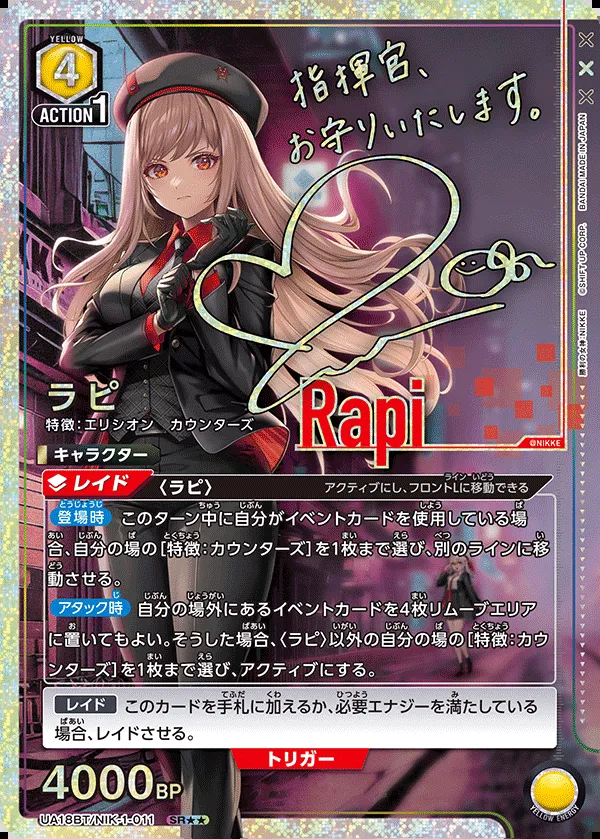 YELLOW
4
ACTION 1
指揮官、
お守りいたします。
BANDAI MADE IN JAPAN
©SHIFT UP CORP.
勝利の女神:NIKKE
ラピ
特徴:エリシオン　カウンターズ
Rapi
@NIKKE
キャラクター
レイド 〈ラピ〉 アクティブにし、フロントLに移動できる
登場時 このターン中に自分がイベントカードを使用している場
合、自分の場の[特徴:カウンターズ]を1枚まで選び、別のラインに移
動させる。
アタック時 自分の場外にあるイベントカードを4枚リムーブエリア
に置いてもよい。そうした場合、〈ラピ〉以外の自分の場の[特徴:カウ
ンターズ]を1枚まで選び、アクティブにする。
レイド このカードを手札に加えるか、必要エナジーを満たしている
場合、レイドさせる。
トリガー
4000BP
UA18BT/NIK-1-011 SR★★
YELLOW ENERGY